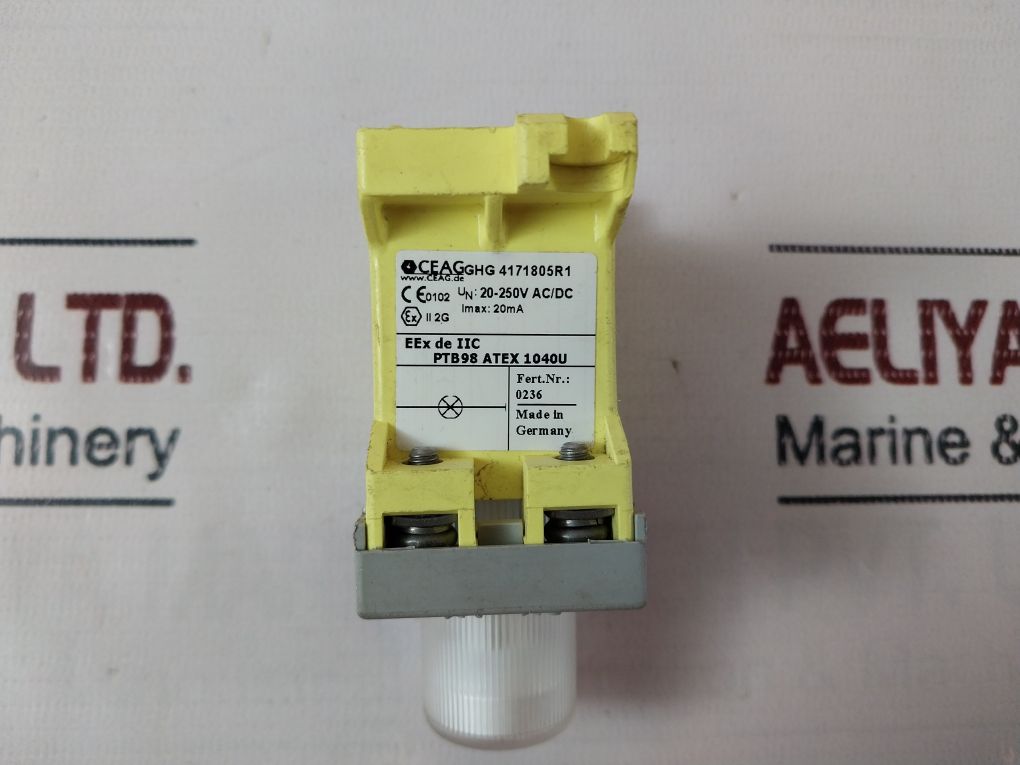 CEAG GHG 4171805R1
www.CEAG.de
CE 0102 UN: 20-250V AC/DC
Imax: 20mA
Ex II 2G
EEx de IIC
PTB98 ATEX 1040U
Fert.Nr.:
0236
Made in
Germany
LTD.
hinery
AELIYA
Marine &